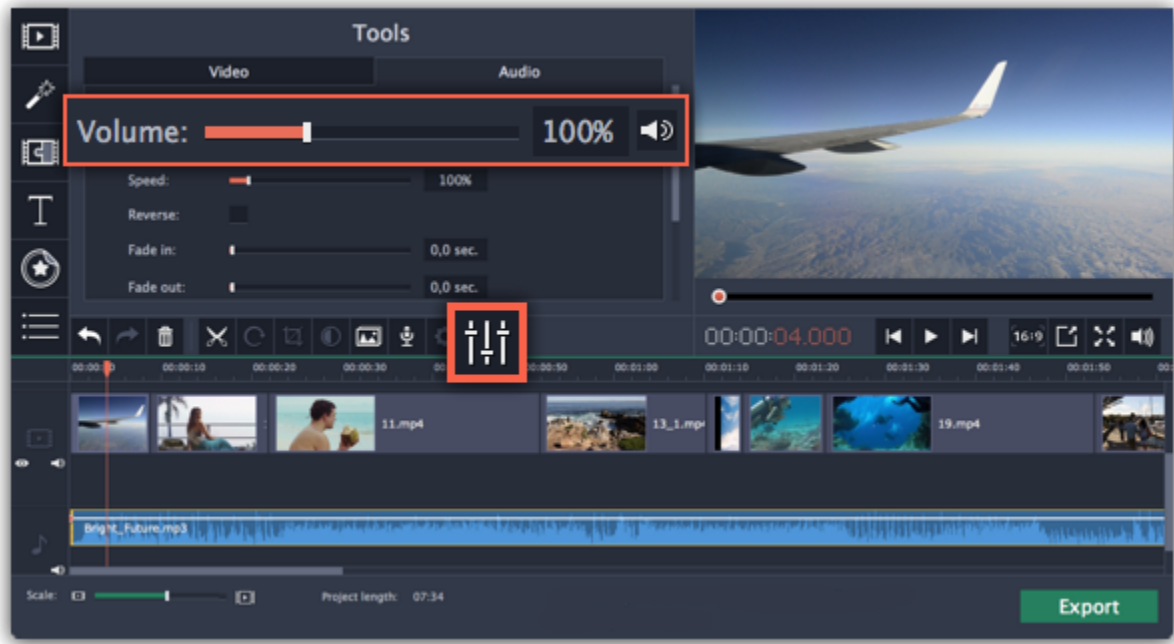 Tools
Video Audio
Volume: 100%
Speed: 100%
Reverse:
Fade in: 0,0 sec.
Fade out: 0,0 sec.
T
00:00:04.000 16:9
00:00:10 00:00:20 00:00:30 00:00:50 00:01:00 00:01:10 00:01:20 00:01:30 00:01:40 00:01:50
11.mp4 13_1.mp 19.mp4
Bright_Future.mp3
Scale: Project length: 07:34
Export